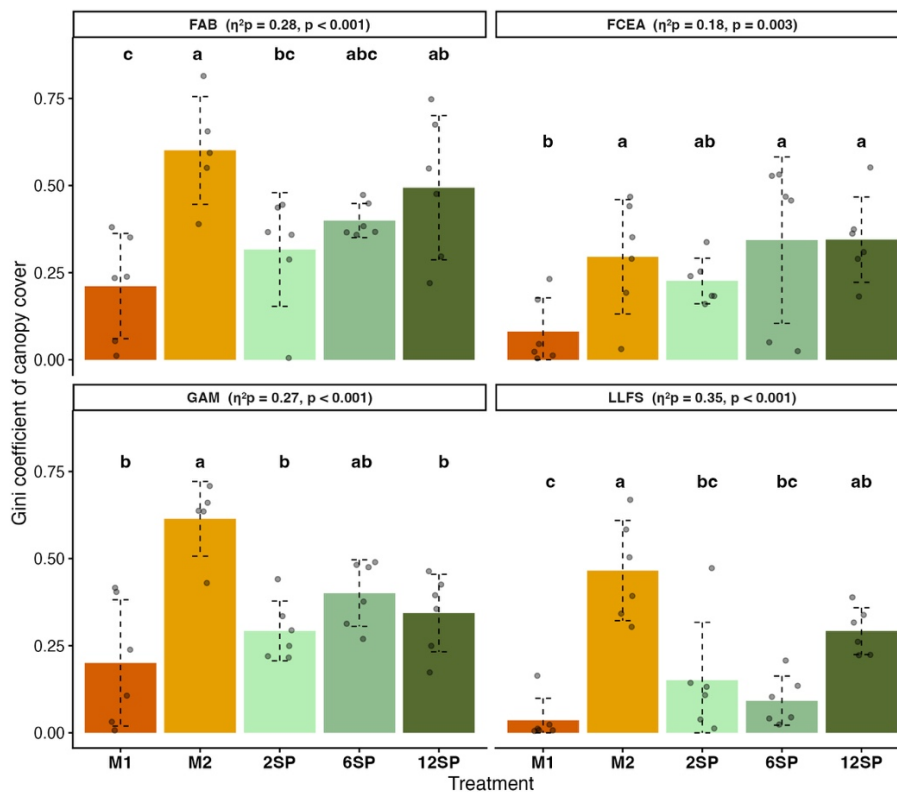 FAB (η²p = 0.28, p < 0.001)
FCEA (η²p = 0.18, p = 0.003)
c a bc abc ab
b a ab a a
0.75
0.50
0.25
0.00
GAM (η²p = 0.27, p < 0.001)
LLFS (η²p = 0.35, p < 0.001)
b a b ab b
c a bc bc ab
0.75
0.50
0.25
0.00
Gini coefficient of canopy cover
M1 M2 2SP 6SP 12SP
M1 M2 2SP 6SP 12SP
Treatment